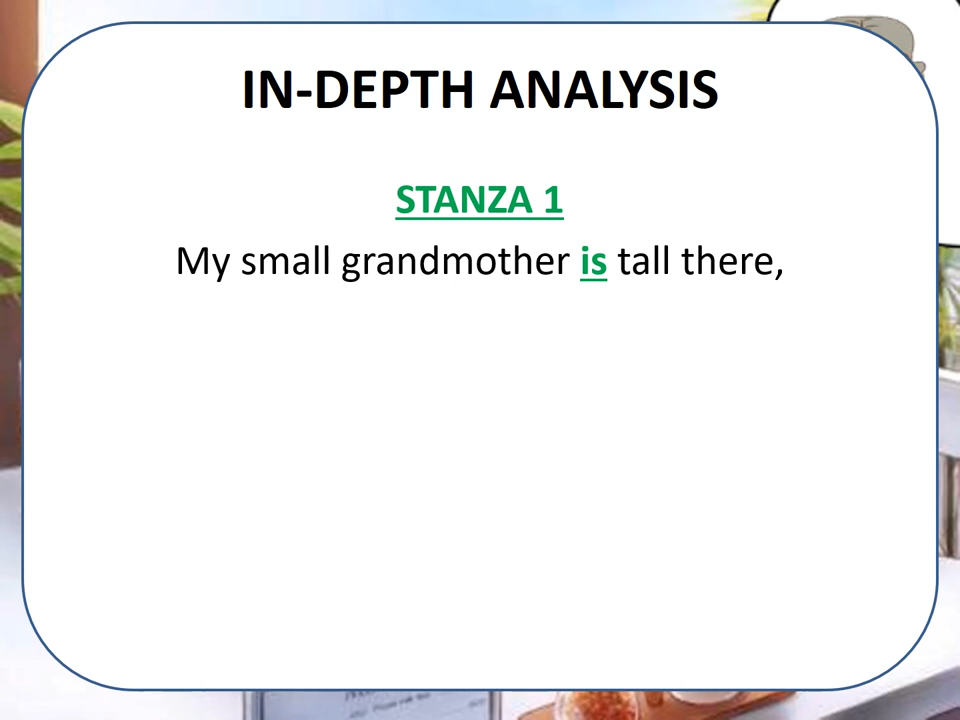 IN-DEPTH ANALYSIS
STANZA 1
My small grandmother is tall there,